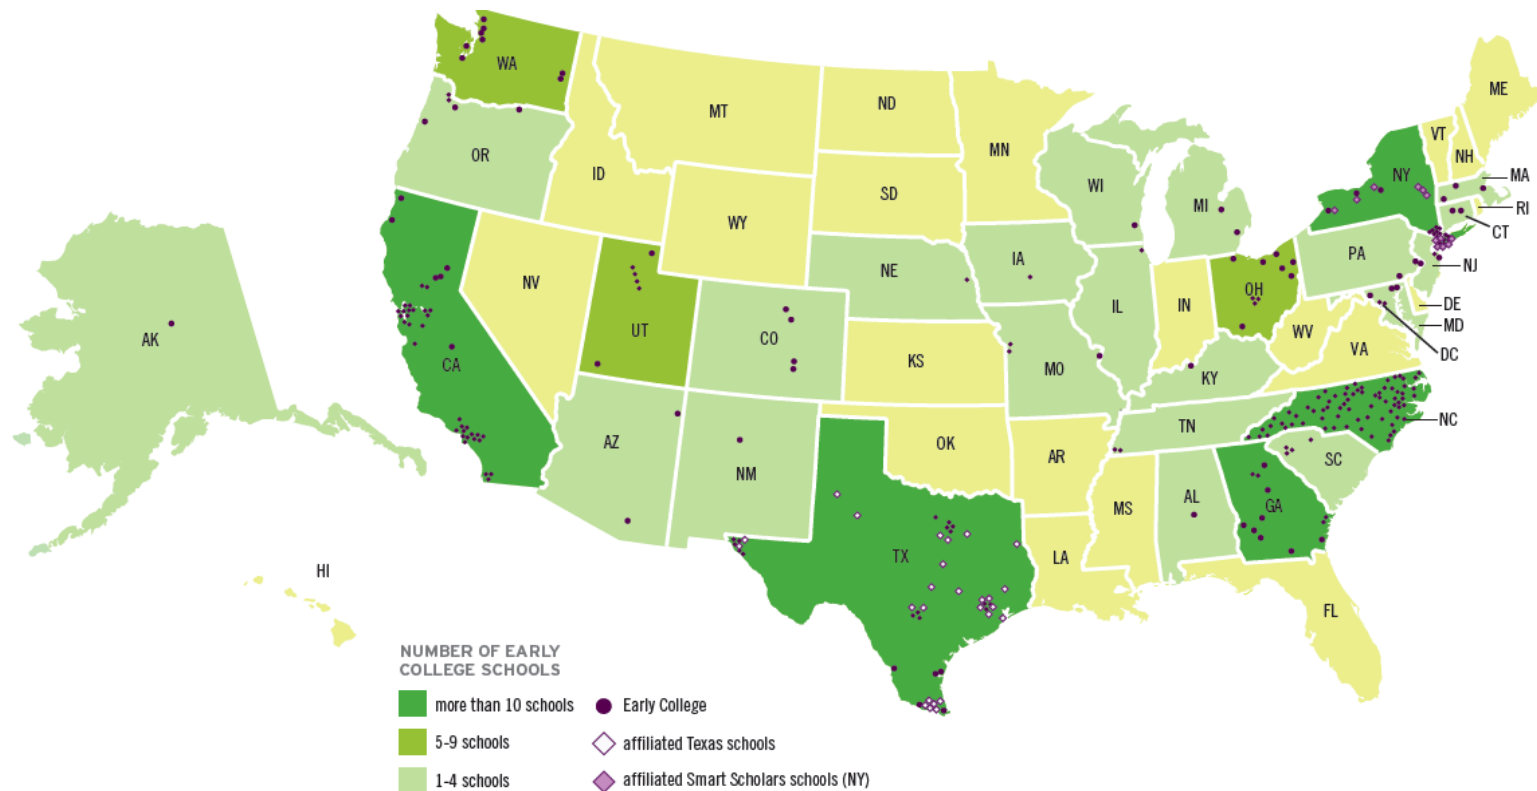 WA
MT
ND
MN
ME
VT
NH
OR
ID
SD
WI
MI
NY
MA
RI
CT
WY
NE
IA
PA
NJ
NV
UT
CO
IL
IN
OH
DE
MD
DC
WV
VA
AK
CA
KS
MO
KY
NC
AZ
NM
OK
AR
TN
SC
MS
AL
GA
TX
LA
HI
FL
NUMBER OF EARLY
COLLEGE SCHOOLS
more than 10 schools
5-9 schools
1-4 schools
Early College
affiliated Texas schools
affiliated Smart Scholars schools (NY)